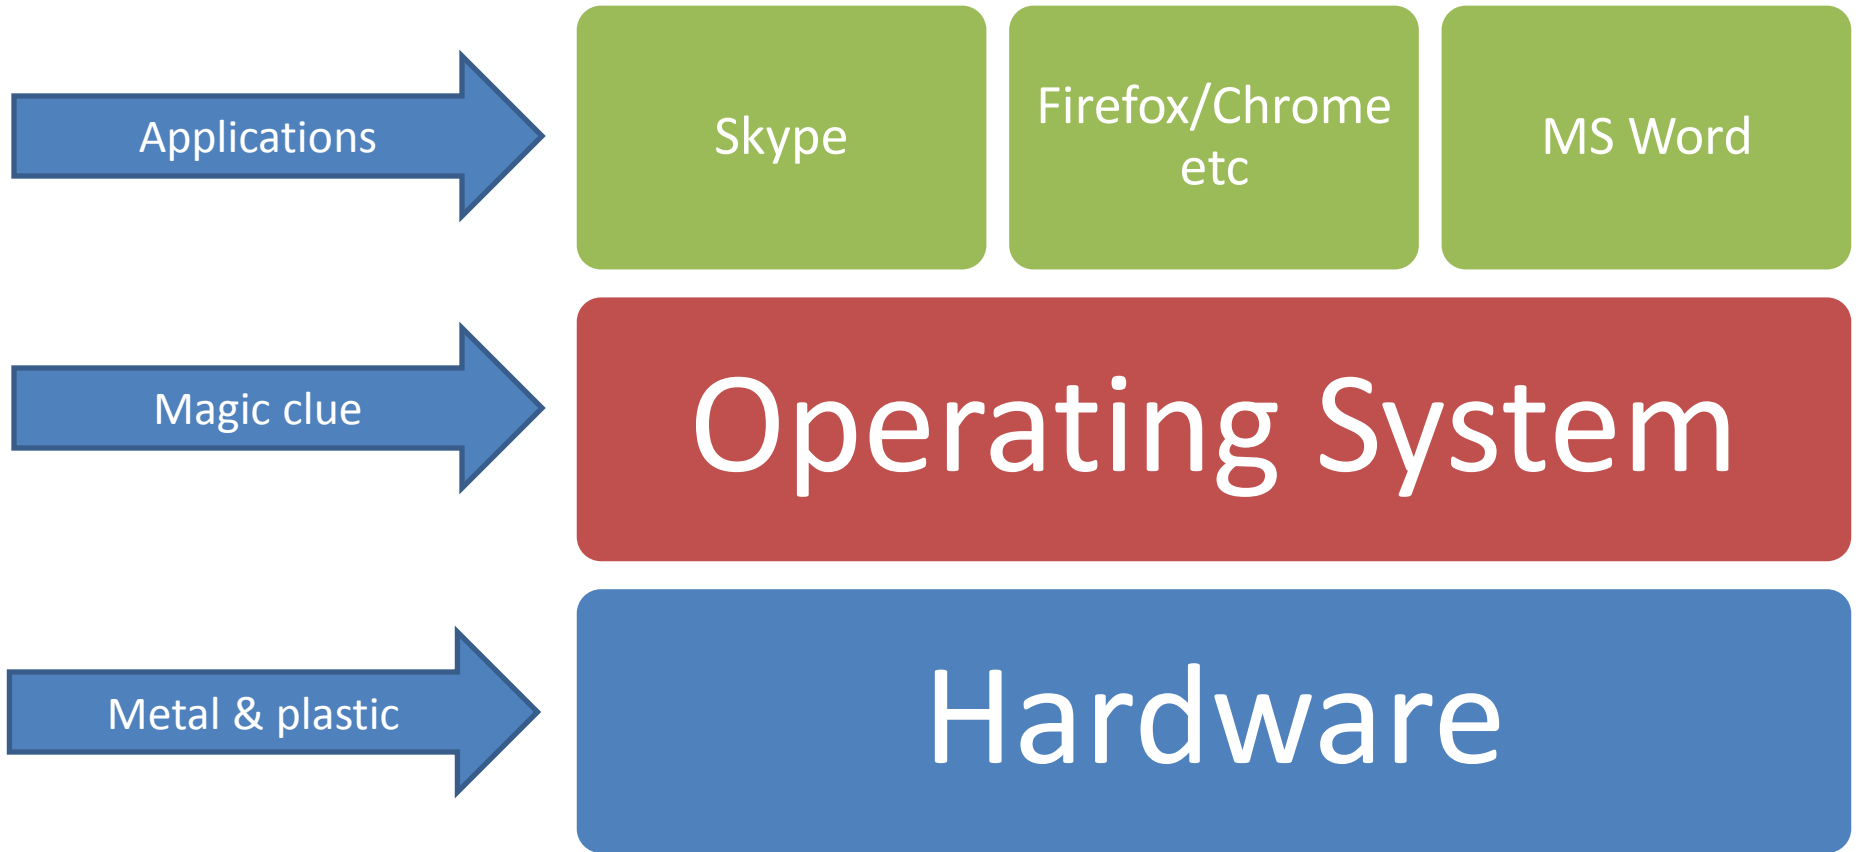 Applications
Skype
Firefox/Chrome
etc
MS Word
Magic clue
Operating System
Metal & plastic
Hardware